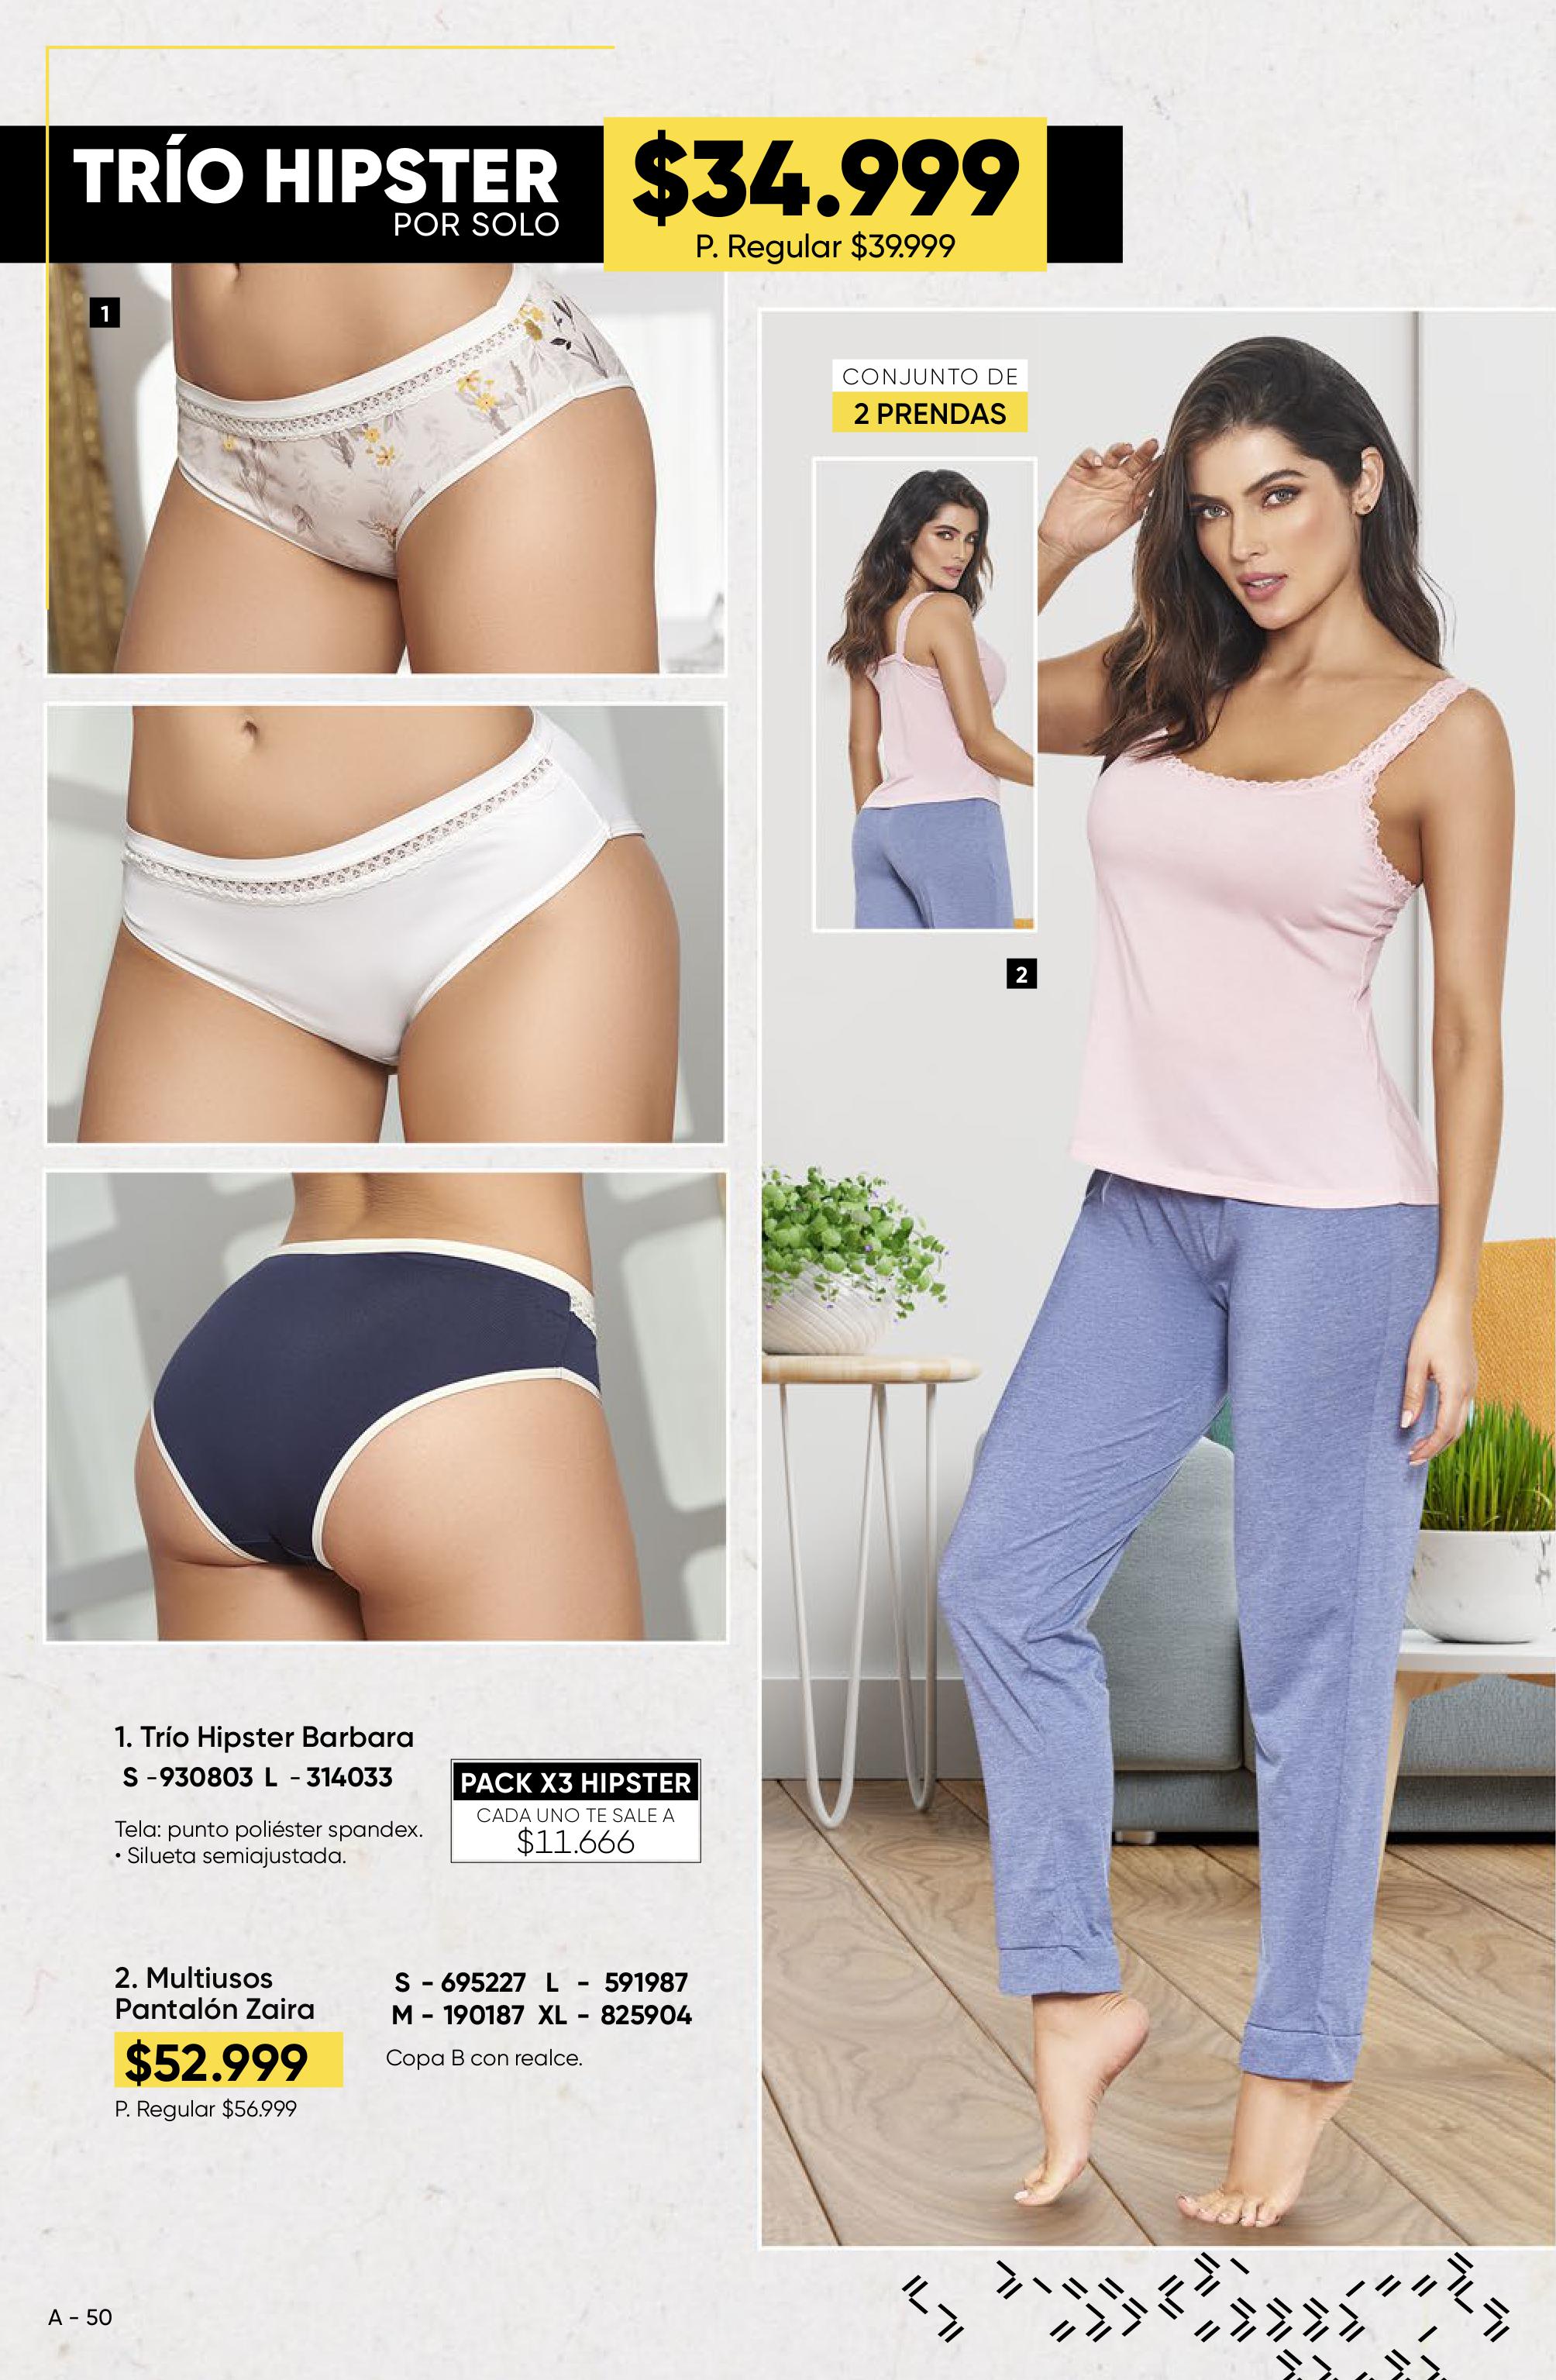 TRÍO HIPSTER
POR SOLO
$34.999
P. Regular $39.999
1
CONJUNTO DE
2 PRENDAS
2
1. Trío Hipster Barbara
S -930803 L - 314033
Tela: punto poliéster spandex.
• Silueta semiajustada.
PACK X3 HIPSTER
CADA UNO TE SALE A
$11.666
2. Multiusos
Pantalón Zaira
$52.999
P. Regular $56.999
S - 695227 L - 591987
M - 190187 XL - 825904
Copa B con realce.
A - 50